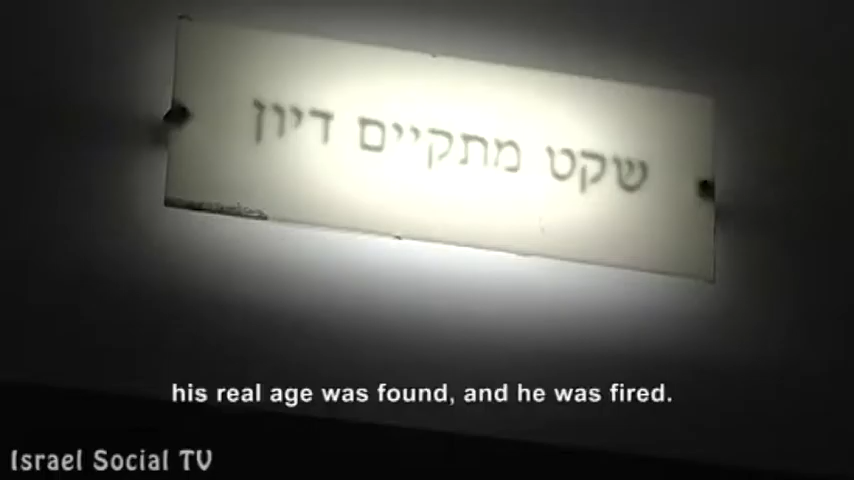 שקט מתקיים דיון
his real age was found, and he was fired.
Israel Social TV